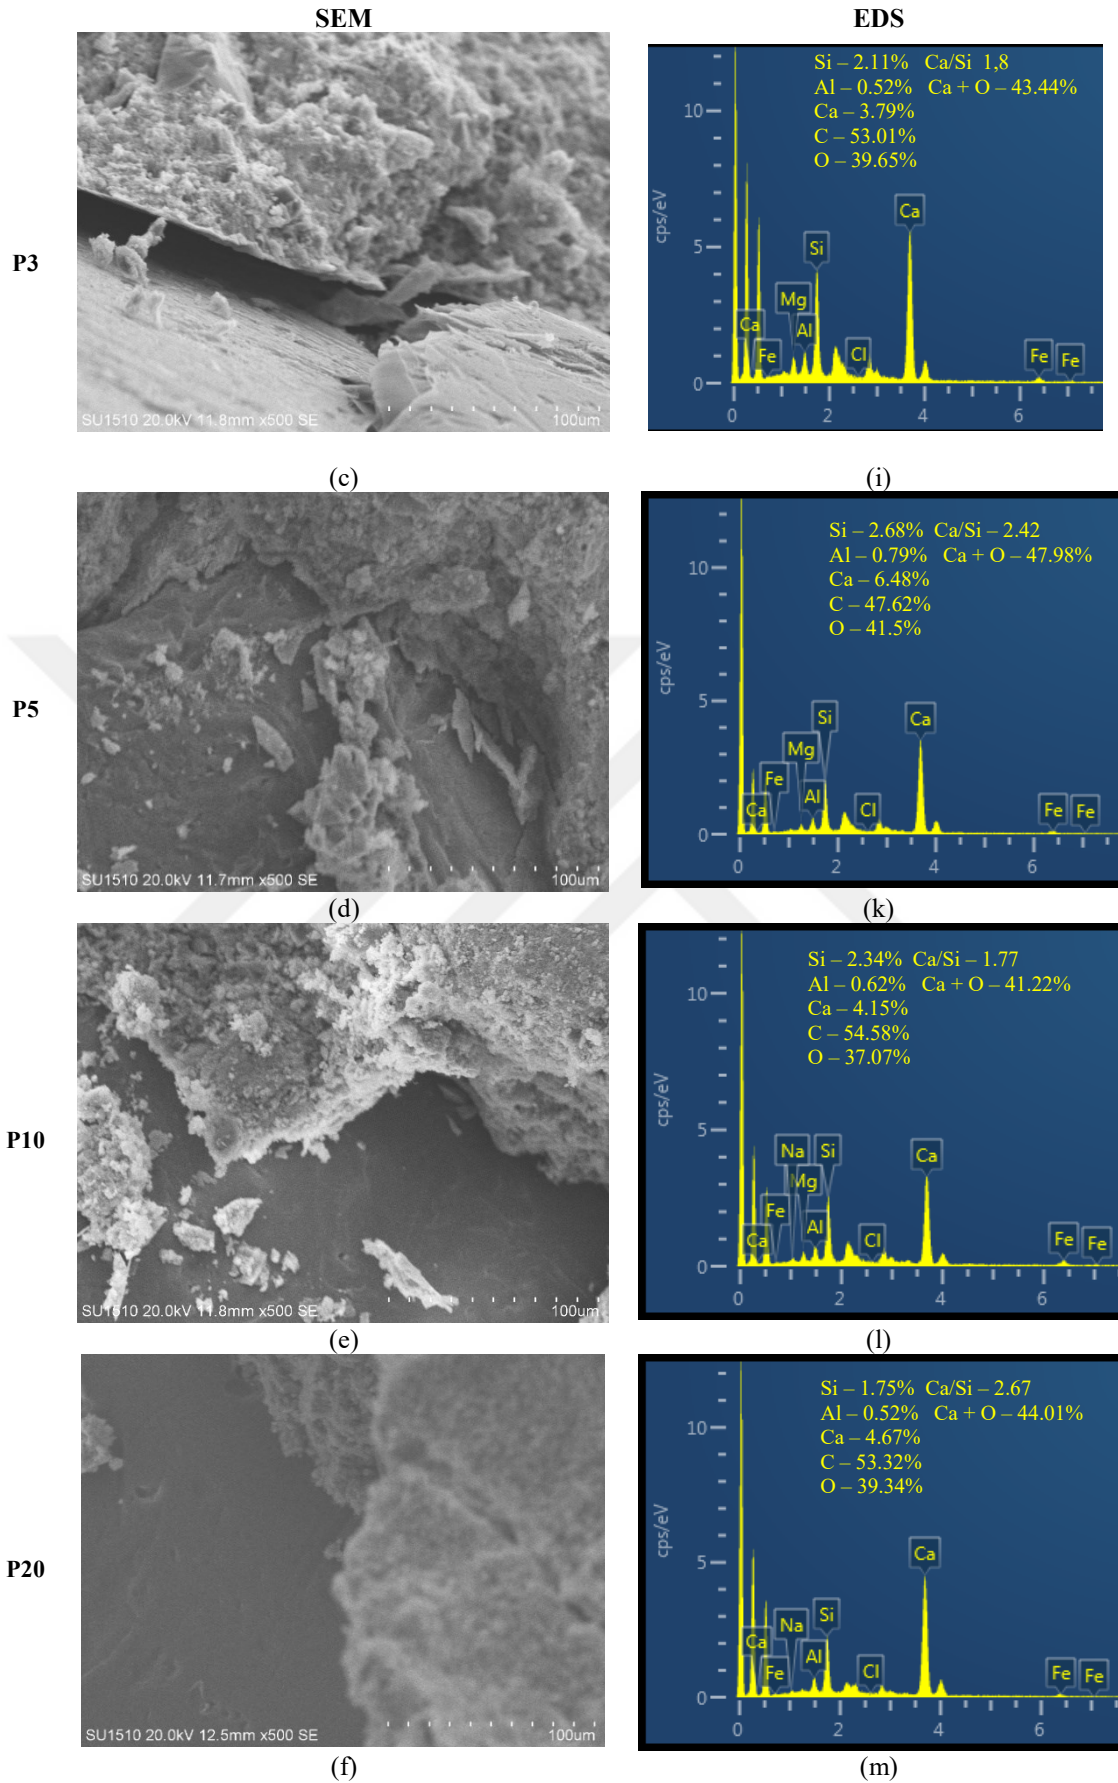 SEM
EDS
P3
SU1510 20.0kV 11.8mm x500 SE
100um
(c)
Si – 2.11% Ca/Si 1,8
Al – 0.52% Ca + O – 43.44%
Ca – 3.79%
C – 53.01%
O – 39.65%
cps/eV
10
5
0
Ca
Si
Mg
Ca
Al
Fe
Cl
Fe
Fe
0
2
4
6
(i)
P5
SU1510 20.0kV 11.7mm x500 SE
100um
(d)
Si – 2.68% Ca/Si – 2.42
Al – 0.79% Ca + O – 47.98%
Ca – 6.48%
C – 47.62%
O – 41.5%
cps/eV
10
5
0
Si
Ca
Mg
Fe
Ca
Al
Cl
Fe
Fe
0
2
4
6
(k)
P10
SU1510 20.0kV 11.8mm x500 SE
100um
(e)
Si – 2.34% Ca/Si – 1.77
Al – 0.62% Ca + O – 41.22%
Ca – 4.15%
C – 54.58%
O – 37.07%
cps/eV
10
5
0
Na
Si
Ca
Mg
Fe
Ca
Al
Cl
Fe
Fe
0
2
4
6
(l)
P20
SU1510 20.0kV 12.5mm x500 SE
100um
(f)
Si – 1.75% Ca/Si – 2.67
Al – 0.52% Ca + O – 44.01%
Ca – 4.67%
C – 53.32%
O – 39.34%
cps/eV
10
5
0
Ca
Si
Na
Ca
Al
Fe
Cl
Fe
Fe
0
2
4
6
(m)